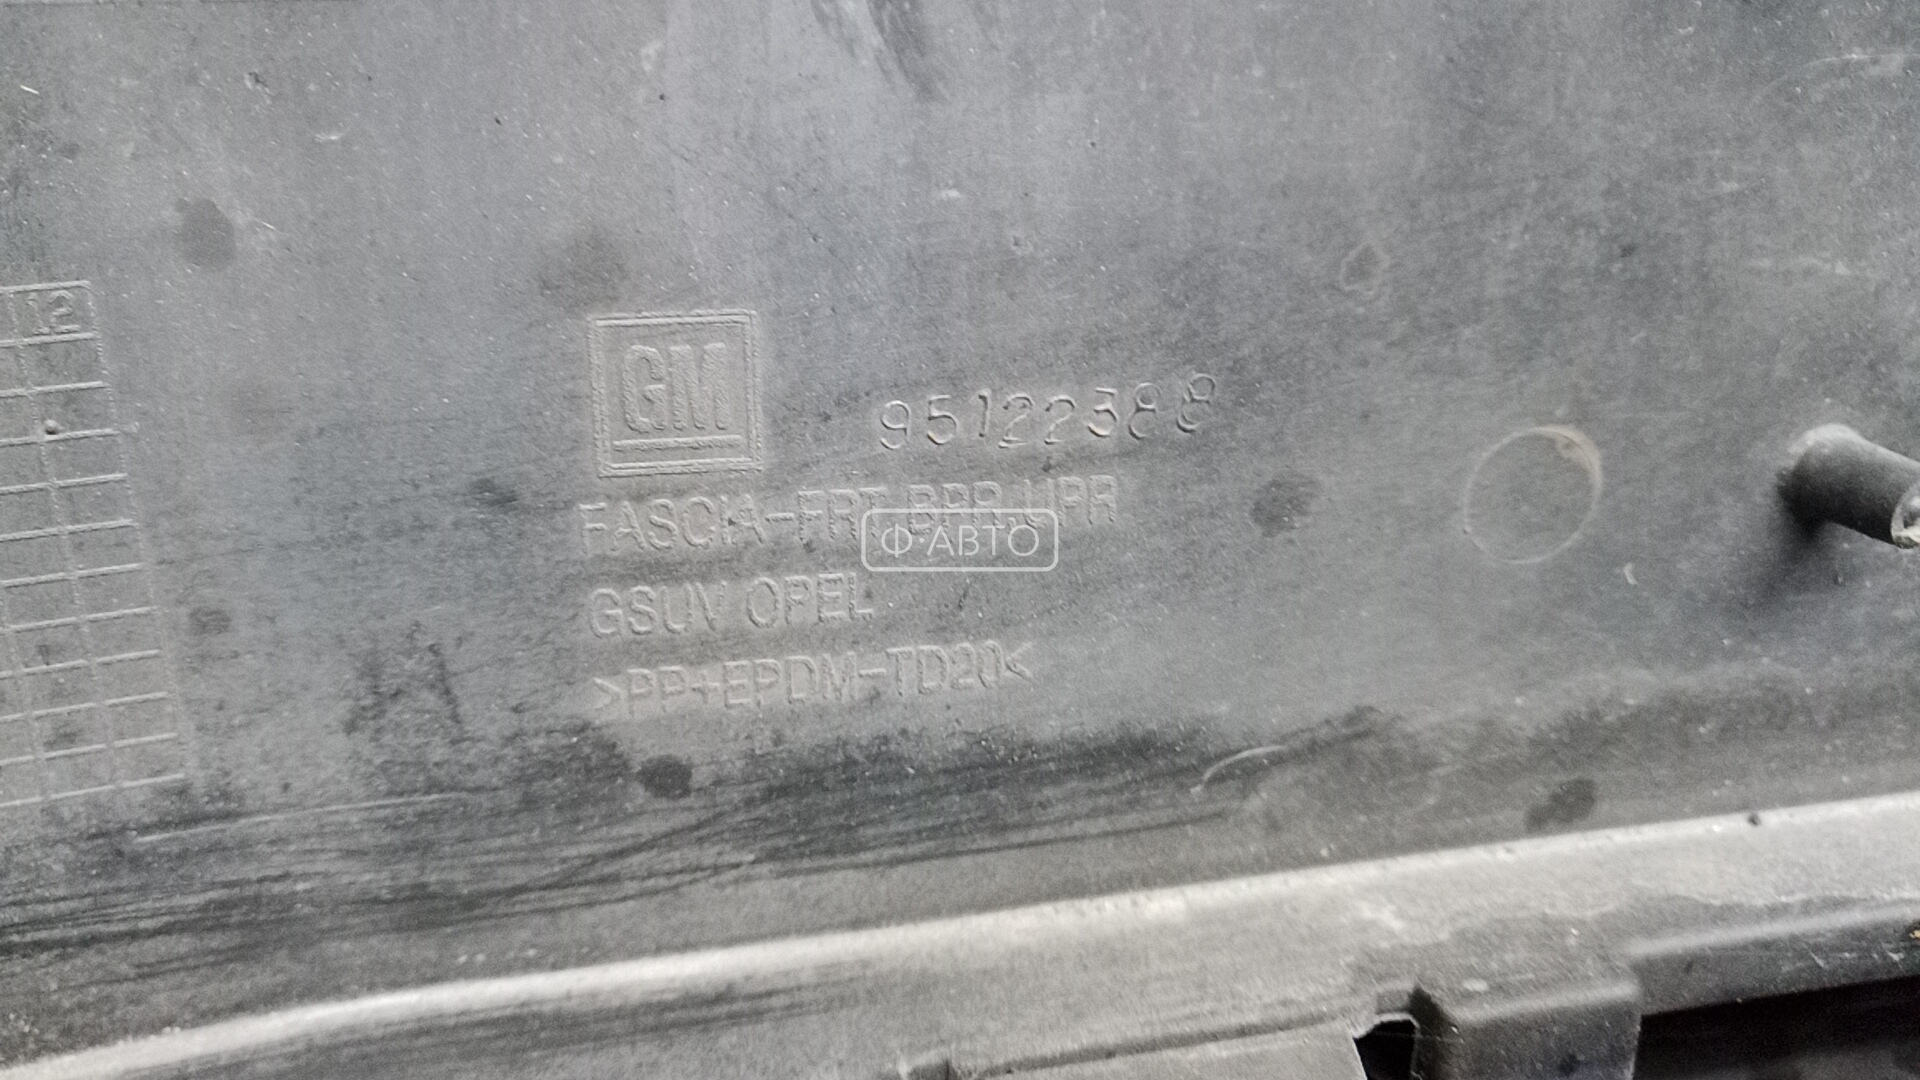 12
GM
95122388
FASCIA-FRT BPR.UPR
Ф АВТО
GSUV OPEL
>PP+EPDM-TD20<